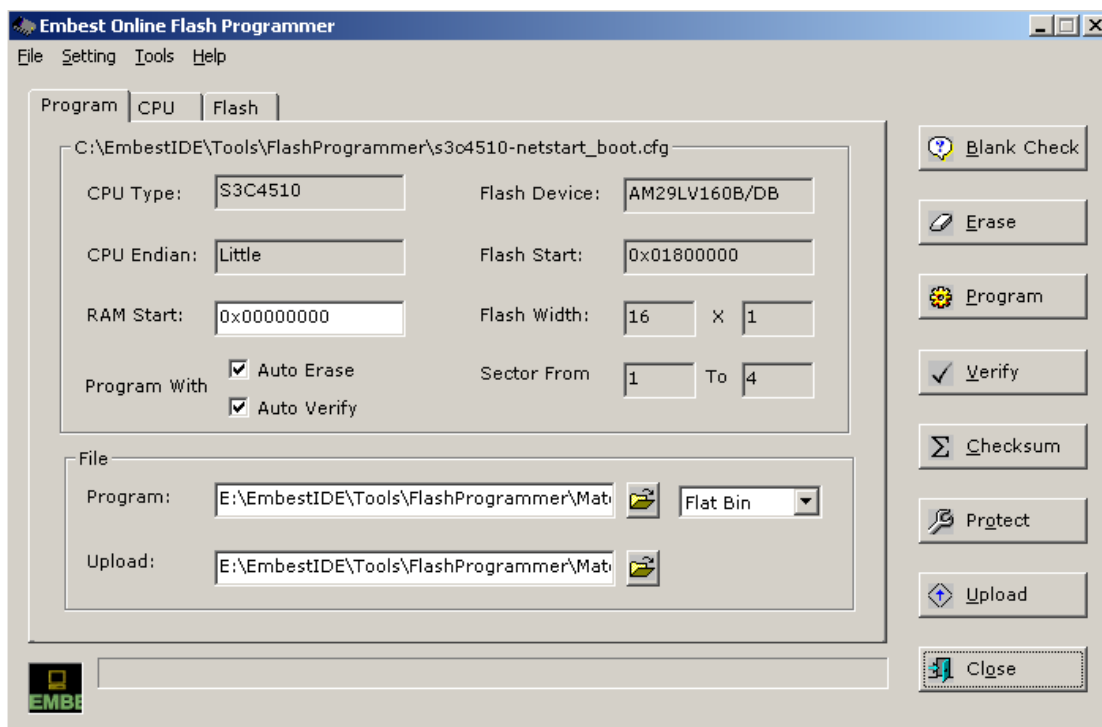 Embest Online Flash Programmer
File Setting Tools Help
Program CPU Flash
C:\EmbestIDE\Tools\FlashProgrammer\s3c4510-netstart_boot.cfg
CPU Type: S3C4510 Flash Device: AM29LV160B/DB
CPU Endian: Little Flash Start: 0x01800000
RAM Start: 0x00000000 Flash Width: 16 X 1
Program With Auto Erase Sector From 1 To 4
Auto Verify
File
Program: E:\EmbestIDE\Tools\FlashProgrammer\Mat Flat Bin
Upload: E:\EmbestIDE\Tools\FlashProgrammer\Mat
Blank Check
Erase
Program
Verify
Checksum
Protect
Upload
Close
EMBE